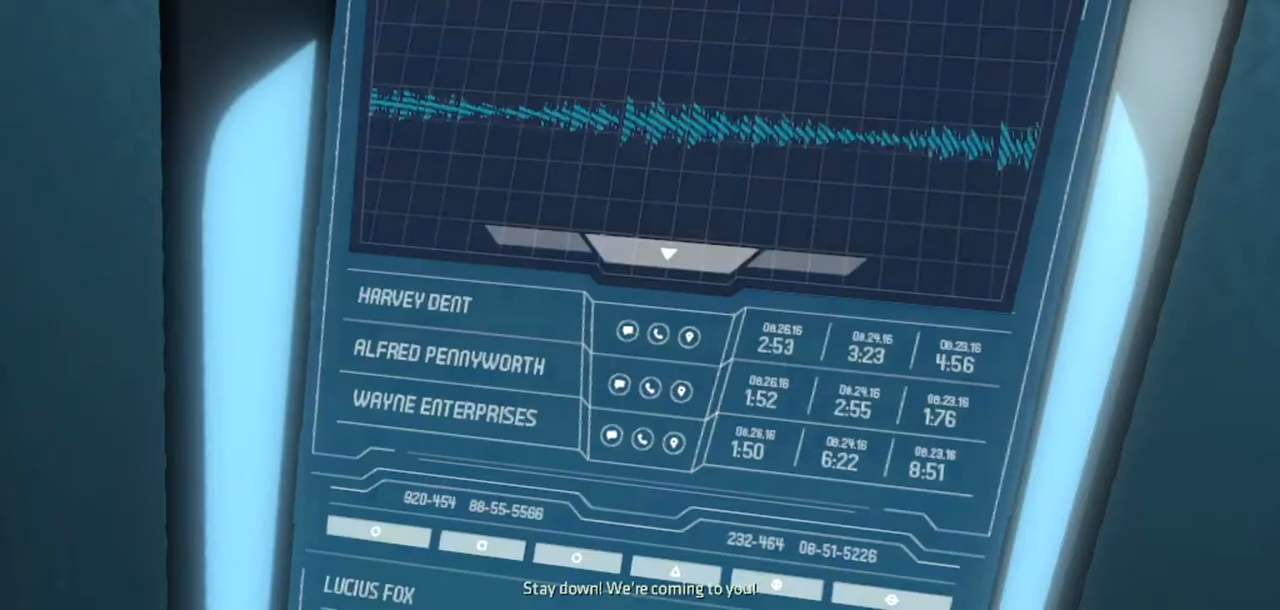 HARVEY DENT
08.26.16 08.24.16 08.23.16
2:53 3:23 4:56
ALFRED PENNYWORTH
08.26.16 08.24.16 08.23.16
1:52 2:55 1:76
WAYNE ENTERPRISES
08.26.16 08.24.16 08.23.16
1:50 6:22 8:51
920-454 88-55-5566
232-464 08-51-5226
LUCIUS FOX
Stay down! We're coming to you!